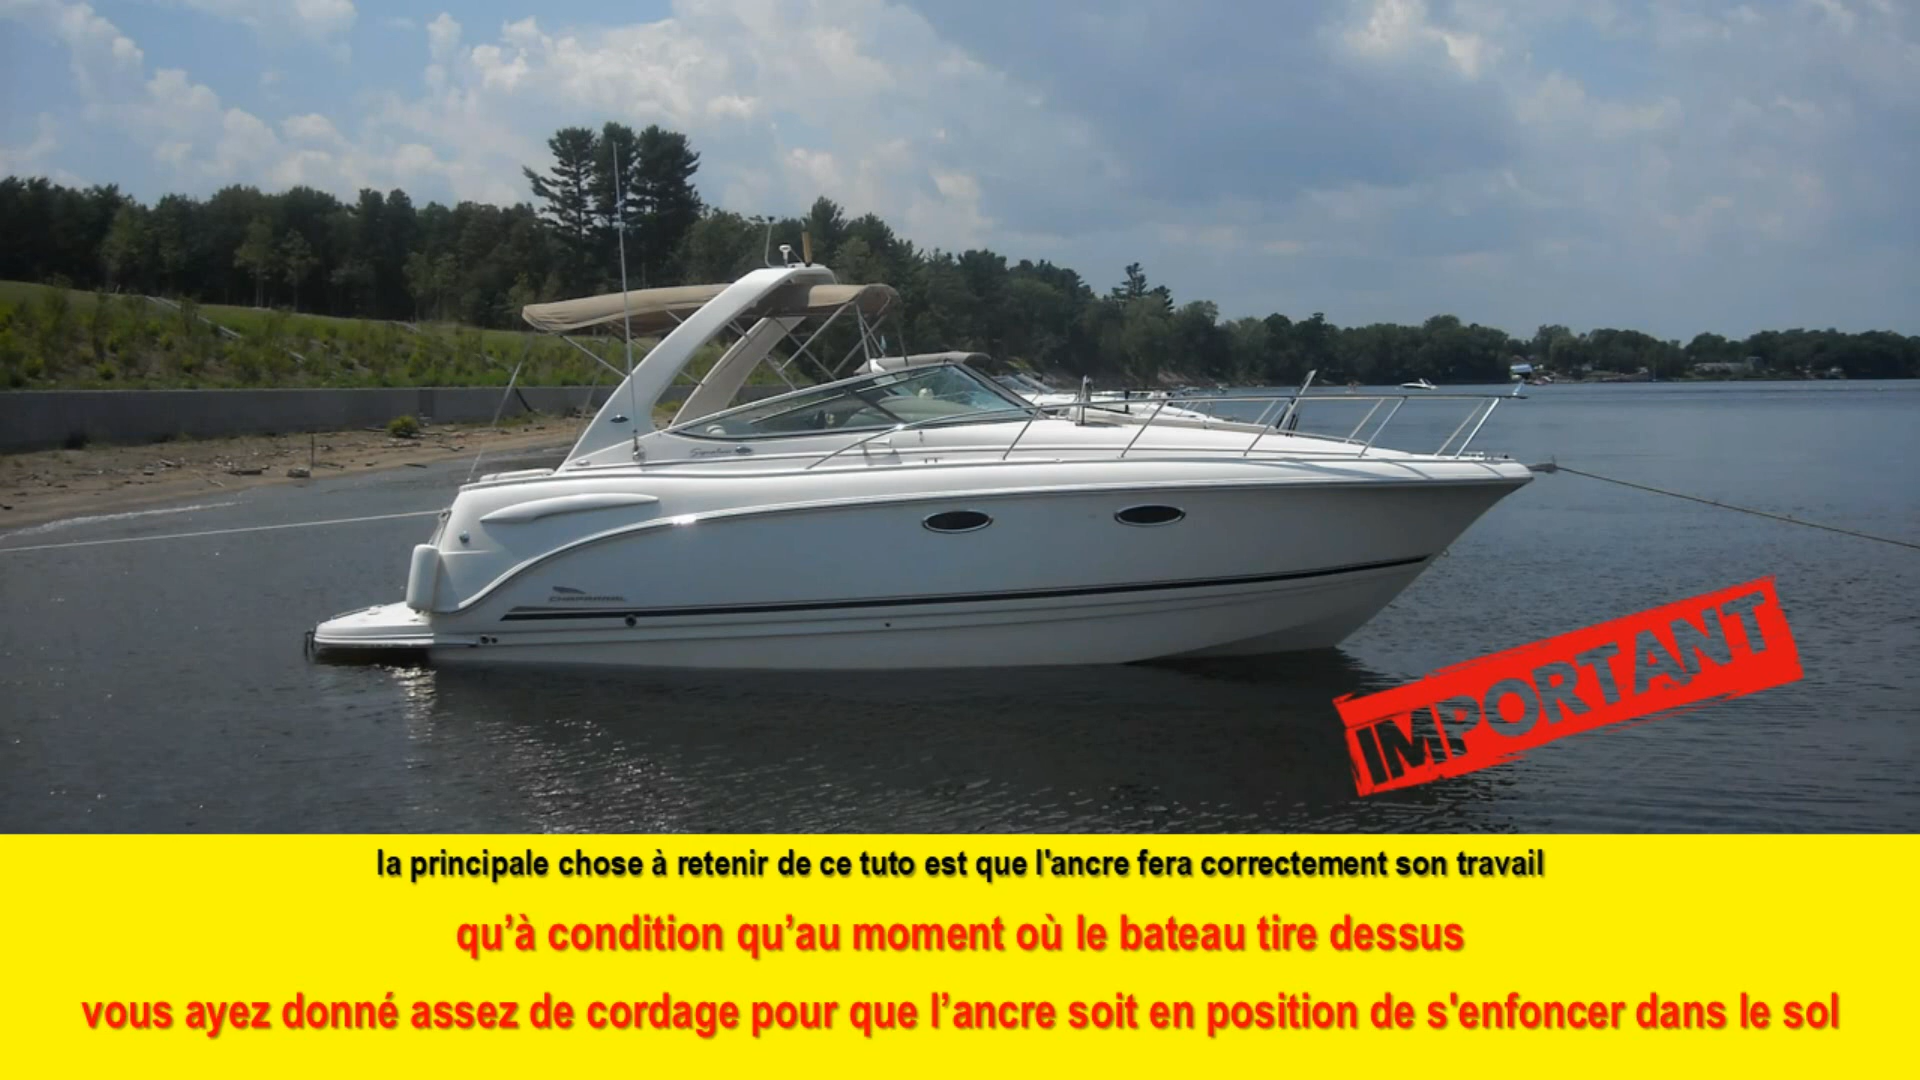 Signature
CHAPARRAL
IMPORTANT
la principale chose à retenir de ce tuto est que l'ancre fera correctement son travail
qu’à condition qu’au moment où le bateau tire dessus
vous ayez donné assez de cordage pour que l’ancre soit en position de s'enfoncer dans le sol